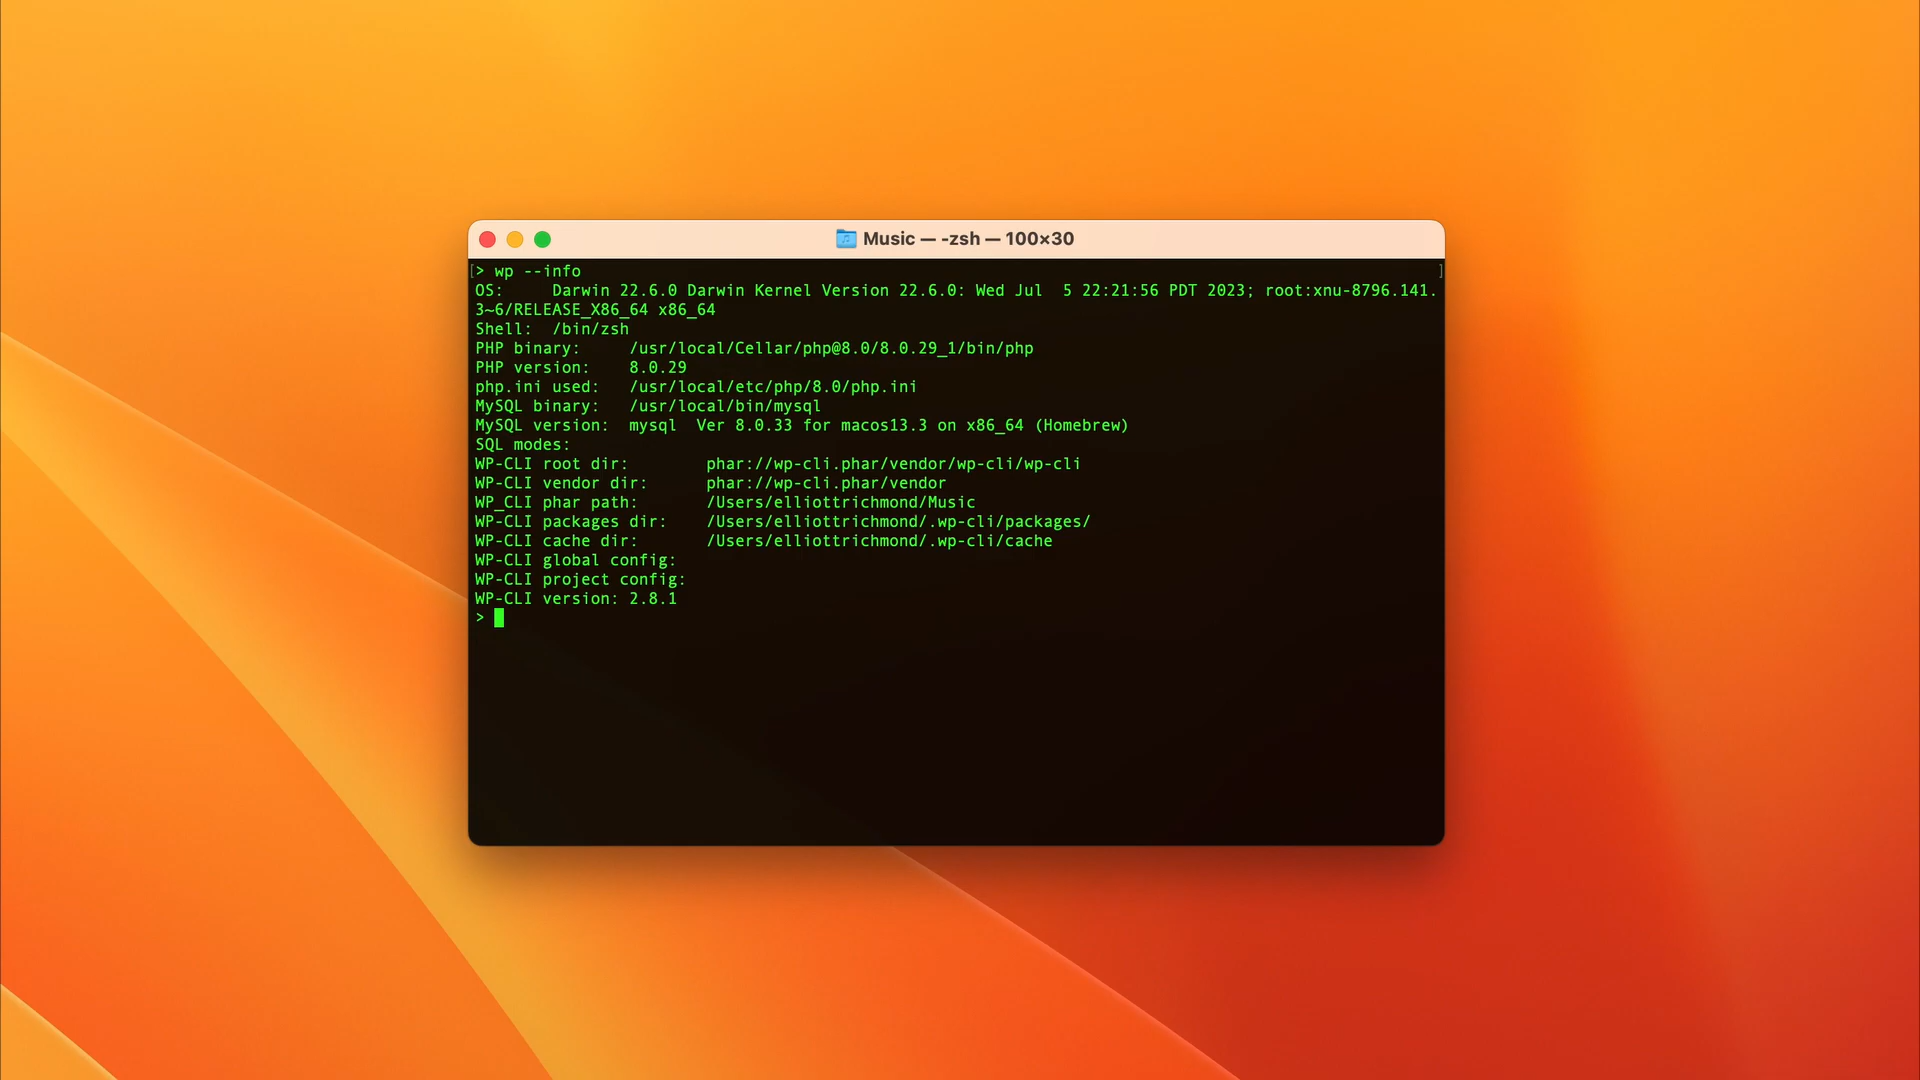 Music — -zsh — 100×30
[> wp --info ]
OS:     Darwin 22.6.0 Darwin Kernel Version 22.6.0: Wed Jul  5 22:21:56 PDT 2023; root:xnu-8796.141.
3~6/RELEASE_X86_64 x86_64
Shell:  /bin/zsh
PHP binary:     /usr/local/Cellar/php@8.0/8.0.29_1/bin/php
PHP version:    8.0.29
php.ini used:   /usr/local/etc/php/8.0/php.ini
MySQL binary:   /usr/local/bin/mysql
MySQL version:  mysql  Ver 8.0.33 for macos13.3 on x86_64 (Homebrew)
SQL modes:
WP-CLI root dir:        phar://wp-cli.phar/vendor/wp-cli/wp-cli
WP-CLI vendor dir:      phar://wp-cli.phar/vendor
WP_CLI phar path:       /Users/elliottrichmond/Music
WP-CLI packages dir:    /Users/elliottrichmond/.wp-cli/packages/
WP-CLI cache dir:       /Users/elliottrichmond/.wp-cli/cache
WP-CLI global config:
WP-CLI project config:
WP-CLI version: 2.8.1
>